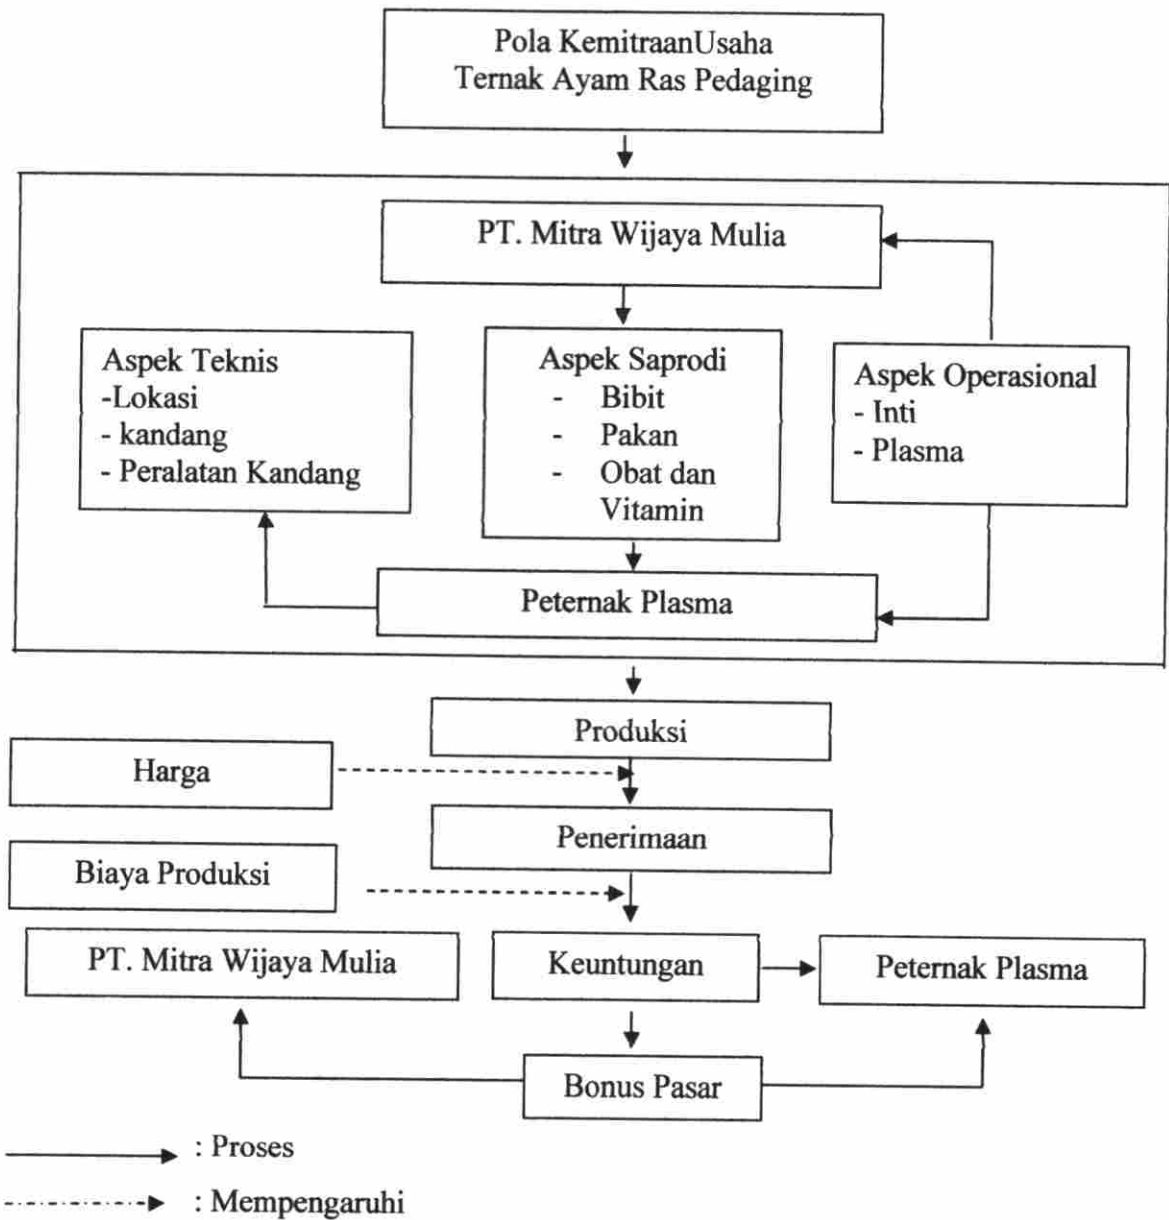 Pola KemitraanUsaha
Ternak Ayam Ras Pedaging
PT. Mitra Wijaya Mulia
Aspek Teknis
-Lokasi
- kandang
- Peralatan Kandang
Aspek Saprodi
- Bibit
- Pakan
- Obat dan
Vitamin
Aspek Operasional
- Inti
- Plasma
Peternak Plasma
Produksi
Harga
Penerimaan
Biaya Produksi
PT. Mitra Wijaya Mulia
Keuntungan
Peternak Plasma
Bonus Pasar
: Proses
: Mempengaruhi